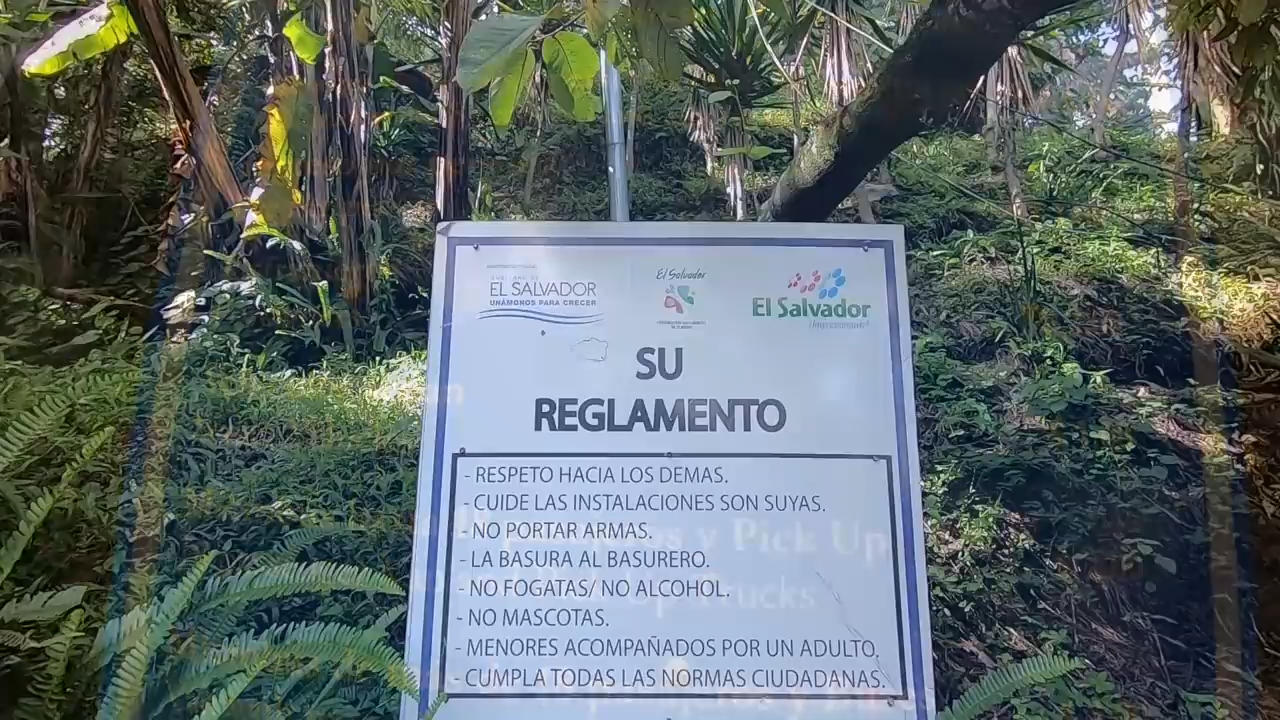 EL SALVADOR
UNÁMONOS PARA CRECER
El Salvador
El Salvador
SU
REGLAMENTO
- RESPETO HACIA LOS DEMAS.
- CUIDE LAS INSTALACIONES SON SUYAS.
- NO PORTAR ARMAS.
- LA BASURA AL BASURERO.
- NO FOGATAS/ NO ALCOHOL.
- NO MASCOTAS.
- MENORES ACOMPAÑADOS POR UN ADULTO.
- CUMPLA TODAS LAS NORMAS CIUDADANAS.
y Pick Up